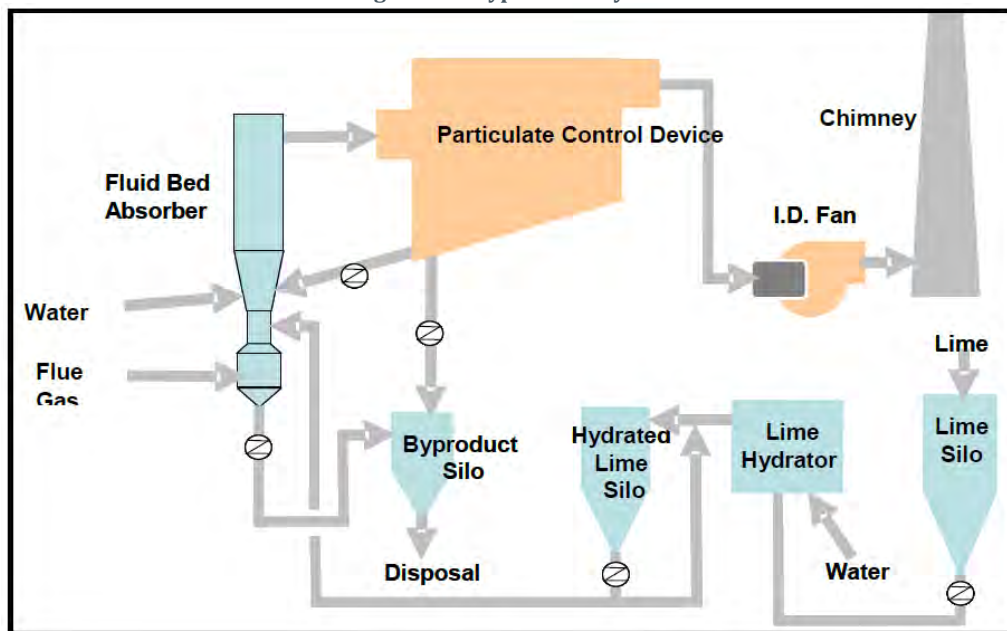 Chimney
Particulate Control Device
Fluid Bed
Absorber
I.D. Fan
Water
Flue
Gas
Lime
Byproduct
Silo
Hydrated
Lime
Silo
Lime
Hydrator
Lime
Silo
Disposal
Water